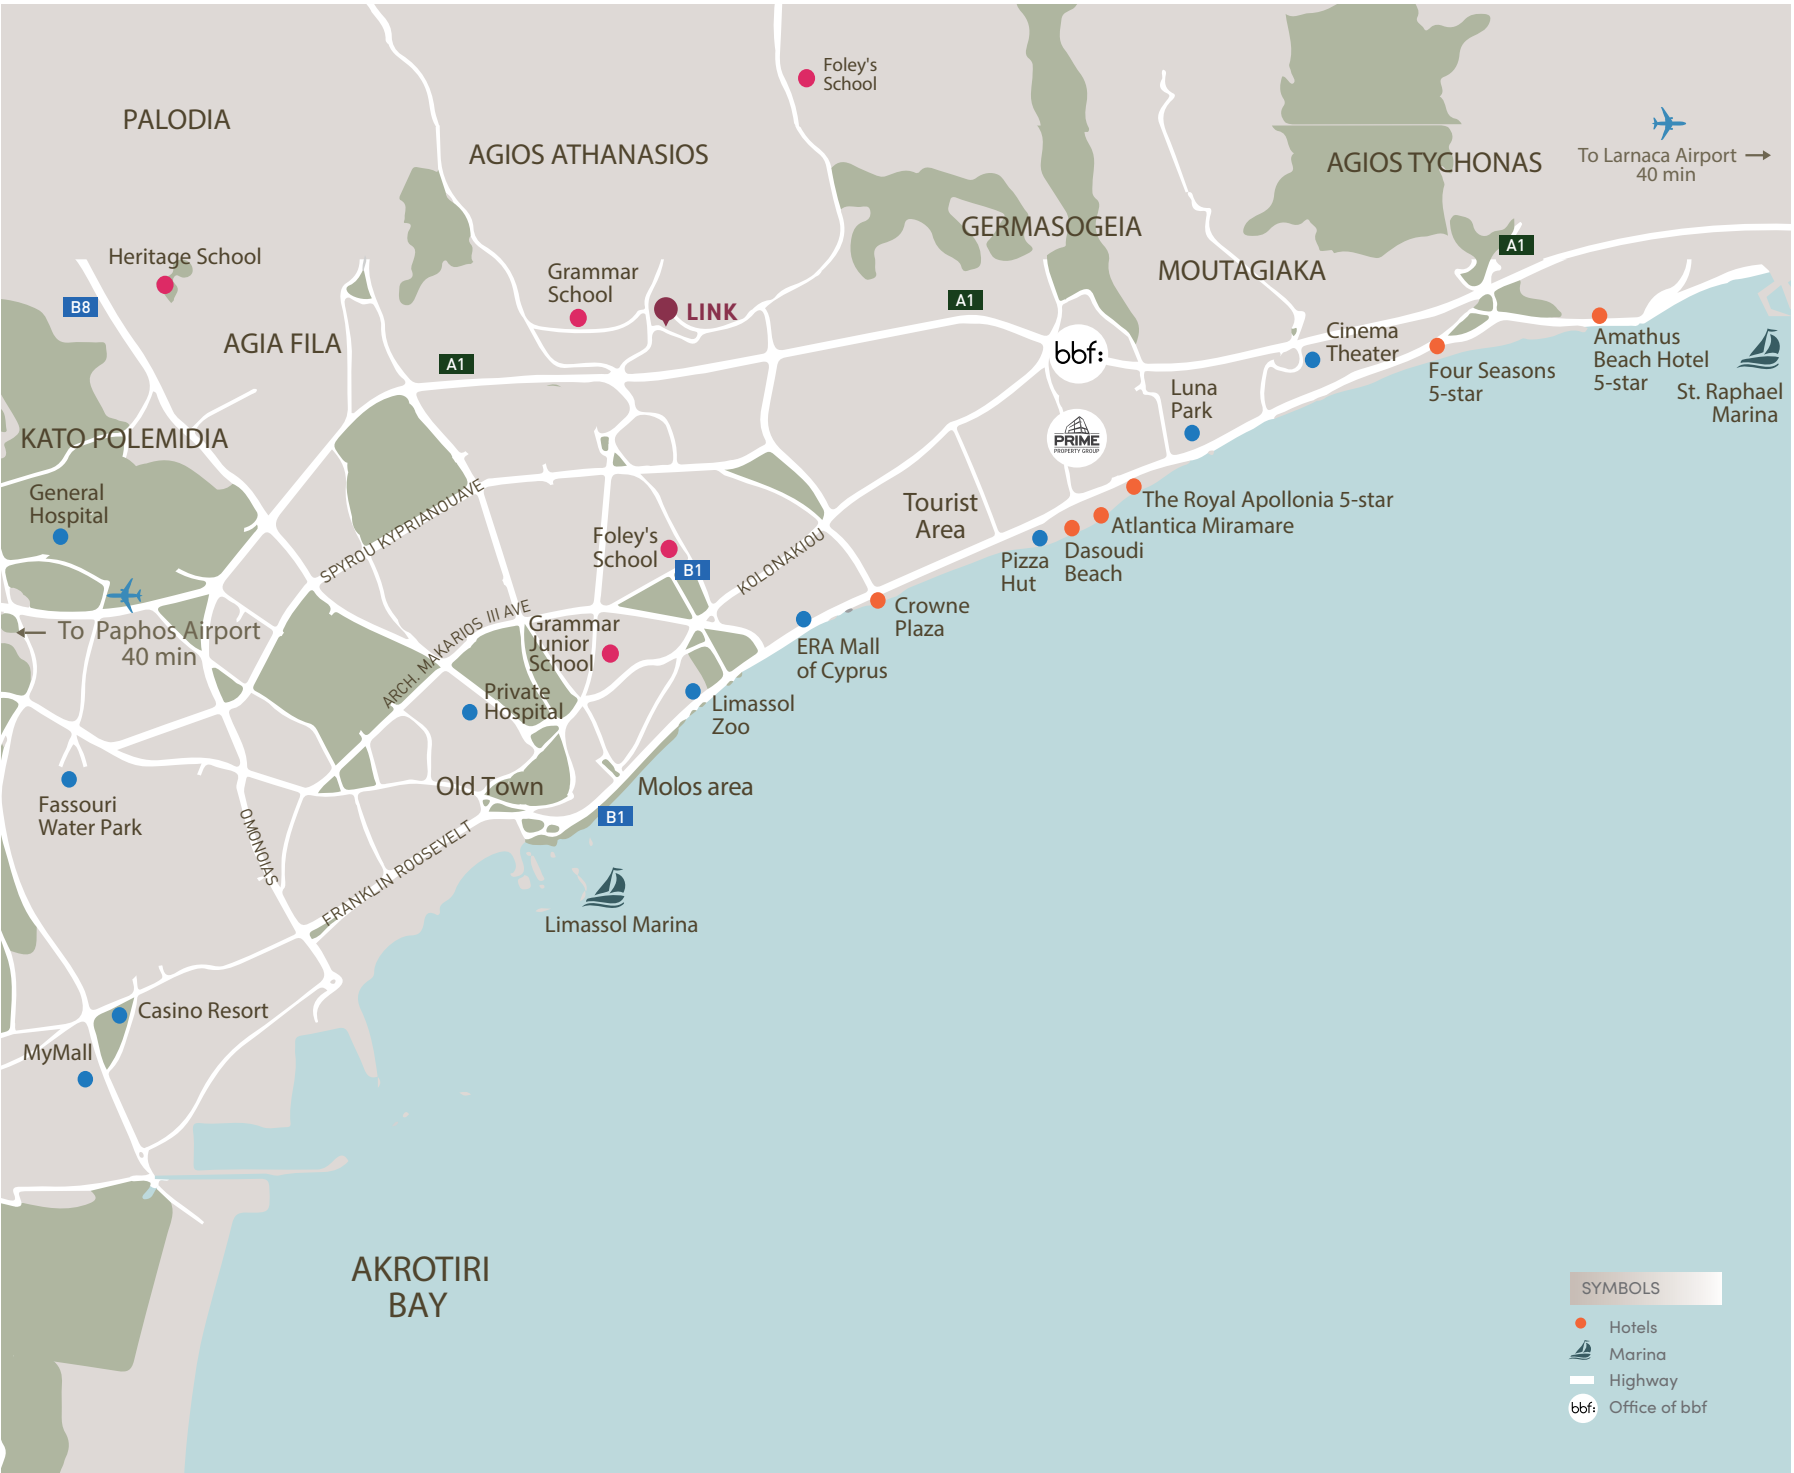 Foley's
School
PALODIA
AGIOS ATHANASIOS
AGIOS TYCHONAS
To Larnaca Airport
40 min
GERMASOGEIA
A1
MOUTAGIAKA
Heritage School
B8
Grammar
School
LINK
A1
AGIA FILA
A1
bbf:
Cinema
Theater
Amathus
Beach Hotel
5-star
Four Seasons
5-star
St. Raphael
Marina
Luna
Park
PRIME
PROPERTY GROUP
KATO POLEMIDIA
General
Hospital
SPYROU KYPRIANOUAVE
Tourist
Area
The Royal Apollonia 5-star
Atlantica Miramare
Dasoudi
Beach
Pizza
Hut
Foley's
School
B1
KOLONAKIOU
Crowne
Plaza
ERA Mall
of Cyprus
To Paphos Airport
40 min
ARCH. MAKARIOS III AVE
Grammar
Junior
School
Private
Hospital
Limassol
Zoo
Old Town
Molos area
B1
Fassouri
Water Park
OMONOIAS
FRANKLIN ROOSEVELT
Limassol Marina
Casino Resort
MyMall
AKROTIRI
BAY
SYMBOLS
Hotels
Marina
Highway
bbf:
Office of bbf